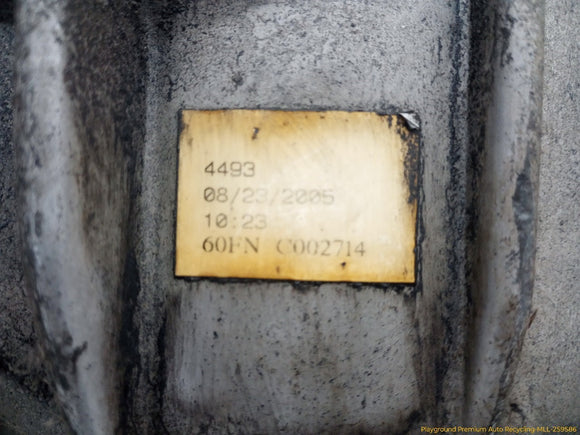 4493
08/23/2005
10:23
60FN C002714
Playground Premium Auto Recycling-MLL-259586